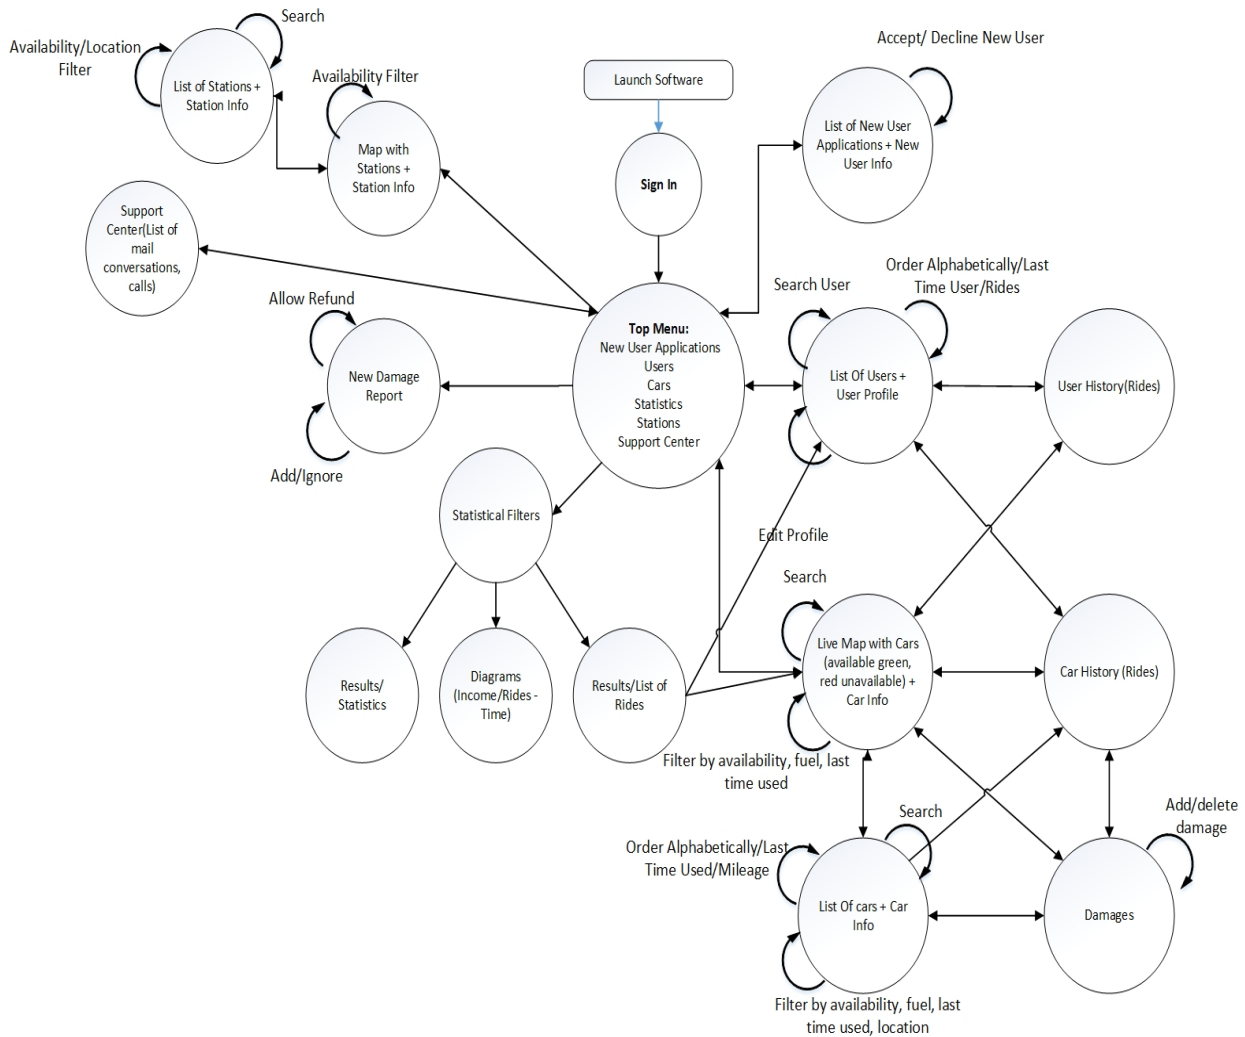 Search
Availability/Location
Filter
List of Stations +
Station Info
Availability Filter
Map with
Stations +
Station Info
Launch Software
Sign In
Accept/ Decline New User
List of New User
Applications + New
User Info
Support
Center(List of
mail
conversations,
calls)
Allow Refund
New Damage
Report
Add/Ignore
Top Menu:
New User Applications
Users
Cars
Statistics
Stations
Support Center
Search User
Order Alphabetically/Last
Time User/Rides
List Of Users +
User Profile
User History(Rides)
Edit Profile
Statistical Filters
Results/
Statistics
Diagrams
(Income/Rides -
Time)
Results/List of
Rides
Search
Live Map with Cars
(available green,
red unavailable) +
Car Info
Car History (Rides)
Filter by availability, fuel, last
time used
Search
Order Alphabetically/Last
Time Used/Mileage
List Of cars + Car
Info
Add/delete
damage
Damages
Filter by availability, fuel, last
time used, location